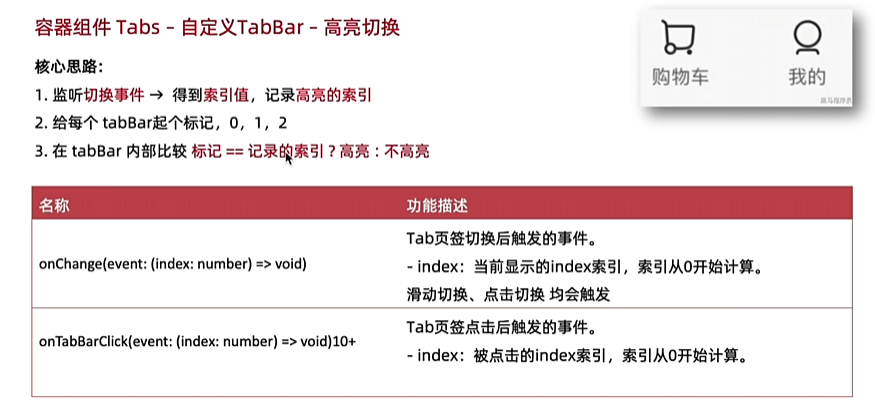 容器组件 Tabs – 自定义TabBar – 高亮切换
购物车
我的
黑马程序员
核心思路：
1. 监听切换事件 → 得到索引值，记录高亮的索引
2. 给每个 tabBar起个标记，0，1，2
3. 在 tabBar 内部比较 标记 == 记录的索引 ? 高亮 : 不高亮
名称
功能描述
onChange(event: (index: number) => void)
Tab页签切换后触发的事件。
- index：当前显示的index索引，索引从0开始计算。
滑动切换、点击切换 均会触发
onTabBarClick(event: (index: number) => void)10+
Tab页签点击后触发的事件。
- index：被点击的index索引，索引从0开始计算。